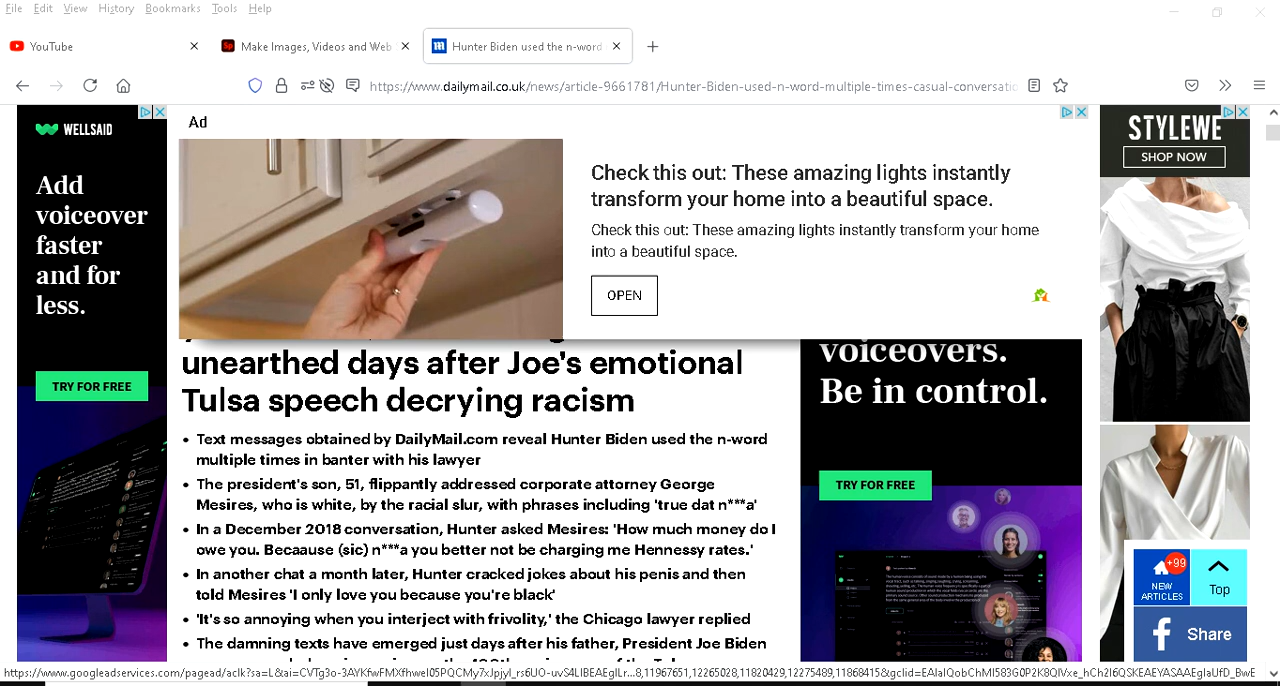 File Edit View History Bookmarks Tools Help
YouTube
Make Images, Videos and Web
Hunter Biden used the n-word
https://www.dailymail.co.uk/news/article-9661781/Hunter-Biden-used-n-word-multiple-times-casual-conversatio
WELLSAID
Add
voiceover
faster
and for
less.
TRY FOR FREE
Ad
Check this out: These amazing lights instantly
transform your home into a beautiful space.
Check this out: These amazing lights instantly transform your home
into a beautiful space.
OPEN
STYLEWE
SHOP NOW
unearthed days after Joe's emotional
Tulsa speech decrying racism
• Text messages obtained by DailyMail.com reveal Hunter Biden used the n-word
multiple times in banter with his lawyer
• The president's son, 51, flippantly addressed corporate attorney George
Mesires, who is white, by the racial slur, with phrases including 'true dat n***a'
• In a December 2018 conversation, Hunter asked Mesires: 'How much money do I
owe you. Becaause (sic) n***a you better not be charging me Hennessy rates.'
• In another chat a month later, Hunter cracked jokes about his penis and then
told Mesires 'I only love you because you're black'
• 'It's so annoying when you interject with frivolity,' the Chicago lawyer replied
• The damning texts have emerged just days after his father, President Joe Biden
voiceovers.
Be in control.
TRY FOR FREE
+99
NEW
ARTICLES
Top
Share